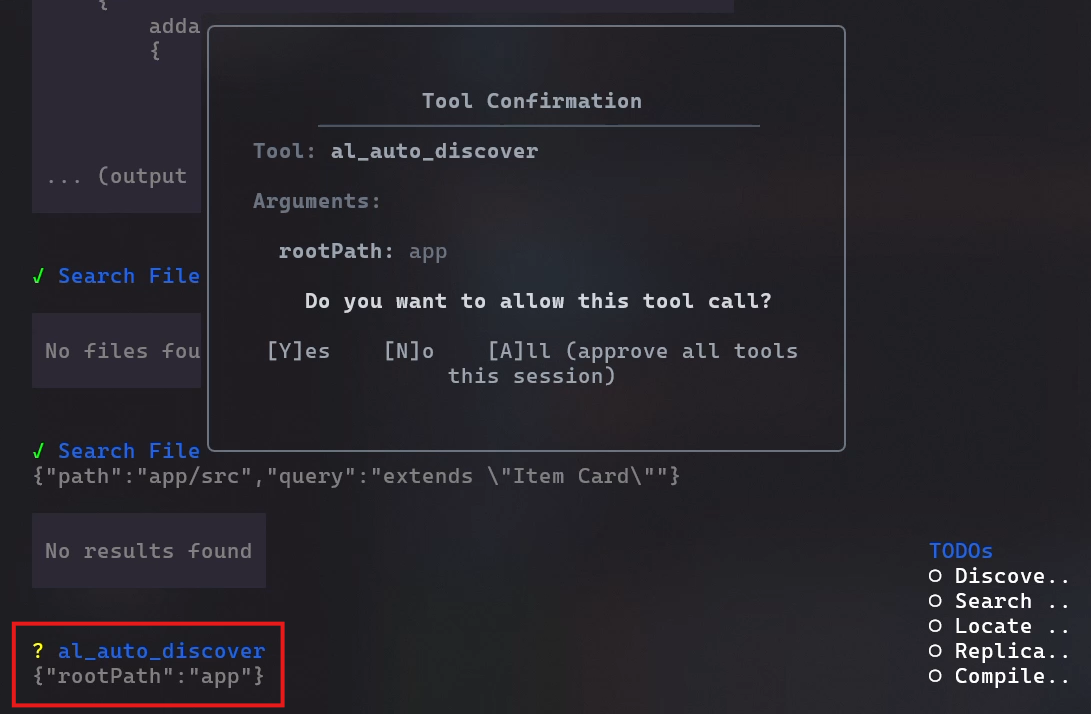 {
adda
{
... (output
Tool Confirmation
Tool: al_auto_discover
Arguments:
rootPath: app
Do you want to allow this tool call?
[Y]es [N]o [A]ll (approve all tools
this session)
√ Search File
No files fou
√ Search File
{"path":"app/src","query":"extends \"Item Card\""}
No results found
? al_auto_discover
{"rootPath":"app"}
TODOs
○ Discove..
○ Search ..
○ Locate ..
○ Replica..
○ Compile..